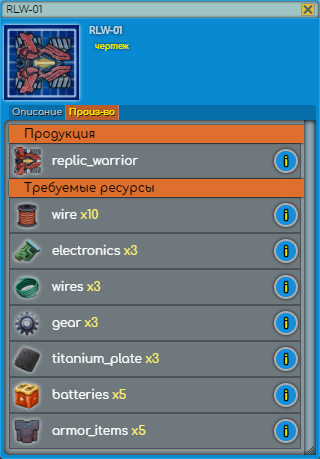 RLW-01
RLW-01
чертеж
Описание Произ-во
Продукция
replic_warrior
Требуемые ресурсы
wire x10
electronics x3
wires x3
gear x3
titanium_plate x3
batteries x5
armor_items x5